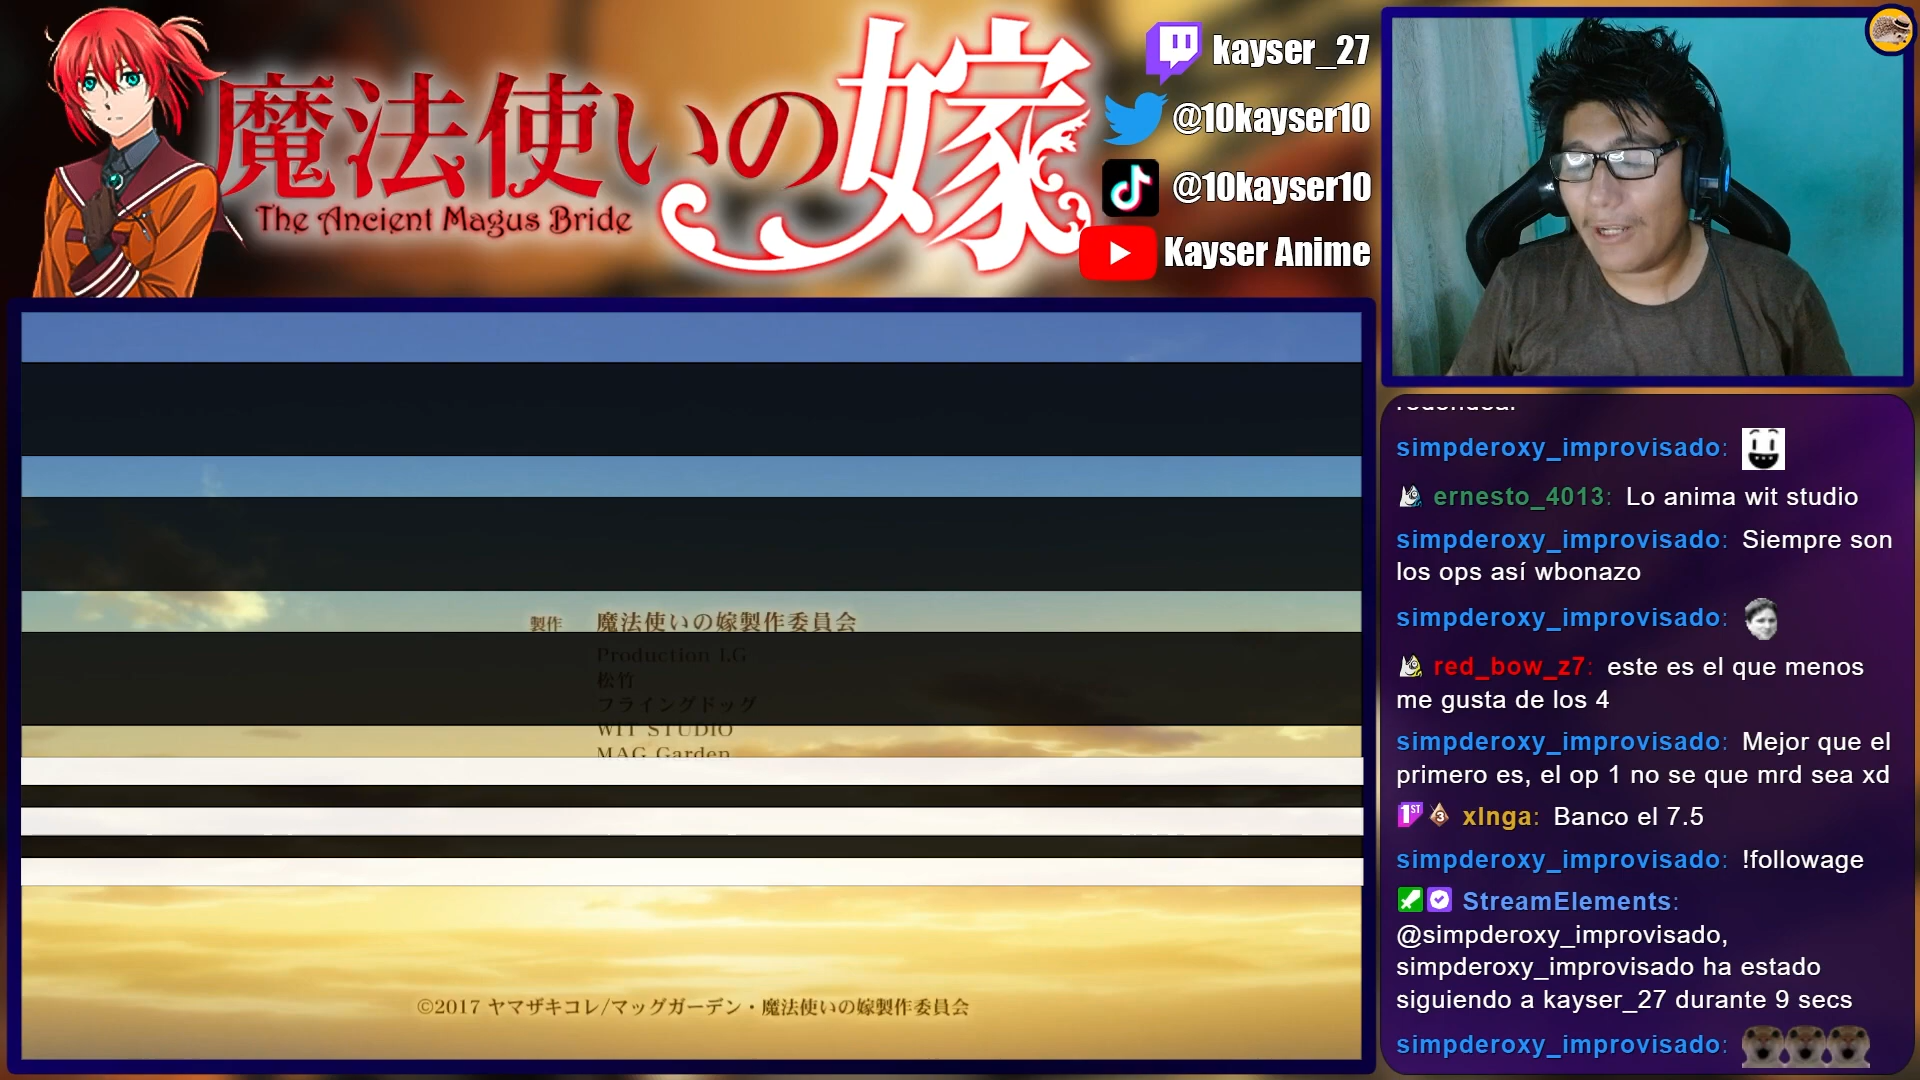 魔法使いの嫁
The Ancient Magus Bride
kayser_27
@10kayser10
@10kayser10
Kayser Anime
製作 魔法使いの嫁製作委員会
Production I.G
松竹
フライングドッグ
WIT STUDIO
MAG Garden
©2017 ヤマザキコレ/マッグガーデン・魔法使いの嫁製作委員会
simpderoxy_improvisado:
ernesto_4013: Lo anima wit studio
simpderoxy_improvisado: Siempre son
los ops así wbonazo
simpderoxy_improvisado:
red_bow_z7: este es el que menos
me gusta de los 4
simpderoxy_improvisado: Mejor que el
primero es, el op 1 no se que mrd sea xd
1ST 3 xInga: Banco el 7.5
simpderoxy_improvisado: !followage
StreamElements:
@simpderoxy_improvisado,
simpderoxy_improvisado ha estado
siguiendo a kayser_27 durante 9 secs
simpderoxy_improvisado: